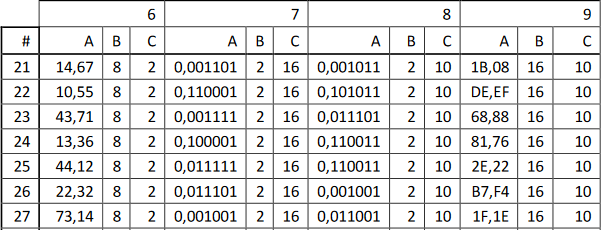 6 7 8 9
# A B C A B C A B C A B C
21 14,67 8 2 0,001101 2 16 0,001011 2 10 1B,08 16 10
22 10,55 8 2 0,110001 2 16 0,101011 2 10 DE,EF 16 10
23 43,71 8 2 0,001111 2 16 0,011101 2 10 68,88 16 10
24 13,36 8 2 0,100001 2 16 0,110011 2 10 81,76 16 10
25 44,12 8 2 0,011111 2 16 0,110011 2 10 2E,22 16 10
26 22,32 8 2 0,011101 2 16 0,001001 2 10 B7,F4 16 10
27 73,14 8 2 0,001001 2 16 0,011001 2 10 1F,1E 16 10